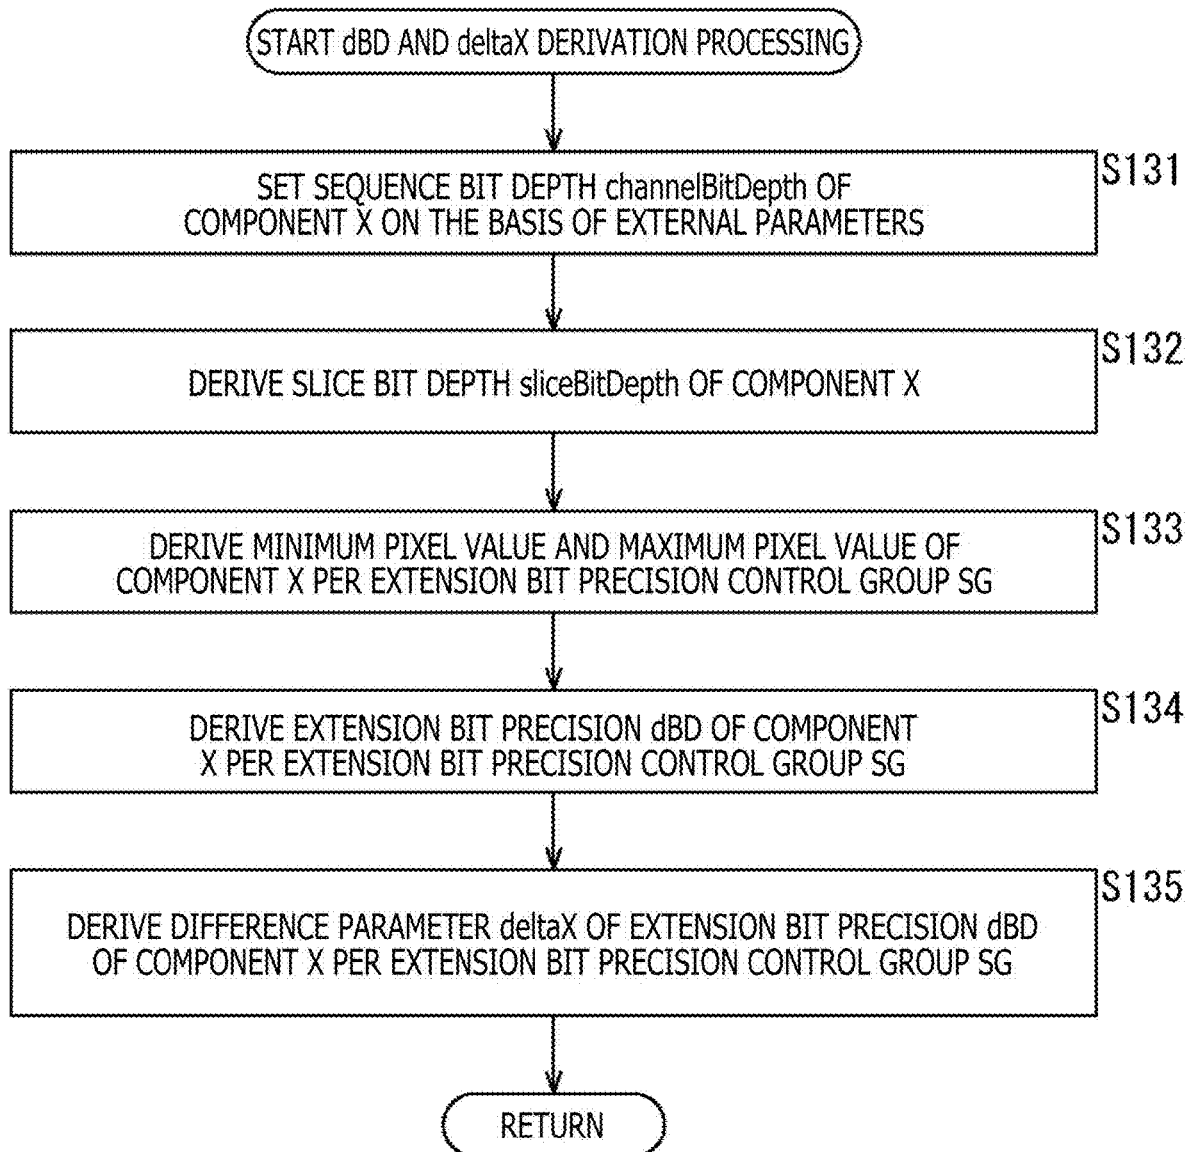 START dBD AND deltaX DERIVATION PROCESSING
S131
SET SEQUENCE BIT DEPTH channelBitDepth OF
COMPONENT X ON THE BASIS OF EXTERNAL PARAMETERS
S132
DERIVE SLICE BIT DEPTH sliceBitDepth OF COMPONENT X
S133
DERIVE MINIMUM PIXEL VALUE AND MAXIMUM PIXEL VALUE OF
COMPONENT X PER EXTENSION BIT PRECISION CONTROL GROUP SG
S134
DERIVE EXTENSION BIT PRECISION dBD OF COMPONENT
X PER EXTENSION BIT PRECISION CONTROL GROUP SG
S135
DERIVE DIFFERENCE PARAMETER deltaX OF EXTENSION BIT PRECISION dBD
OF COMPONENT X PER EXTENSION BIT PRECISION CONTROL GROUP SG
RETURN